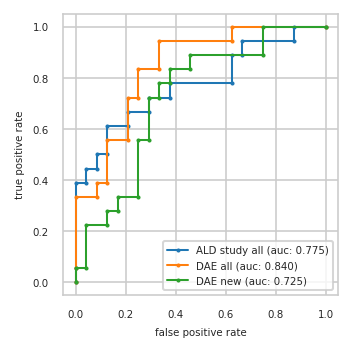 1.0
0.8
0.6
0.4
0.2
0.0
true positive rate
ALD study all (auc: 0.775)
DAE all (auc: 0.840)
DAE new (auc: 0.725)
0.0 0.2 0.4 0.6 0.8 1.0
false positive rate